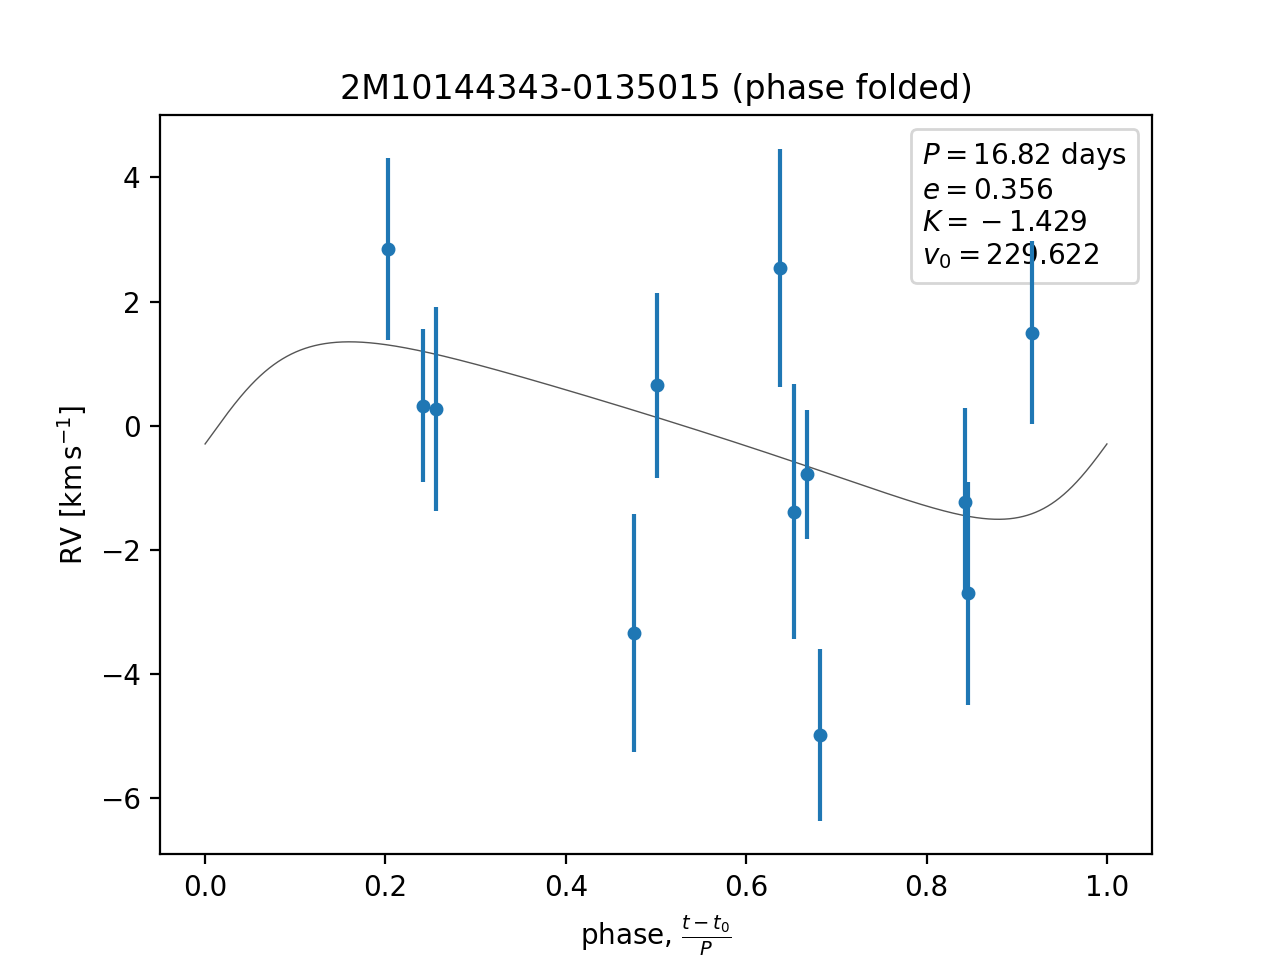 2M10144343-0135015 (phase folded)
P = 16.82 days
e = 0.356
K = −1.429
v₀ = 229.622
RV [km s⁻¹]
4
2
0
−2
−4
−6
0.0 0.2 0.4 0.6 0.8 1.0
phase, (t − t₀)/P